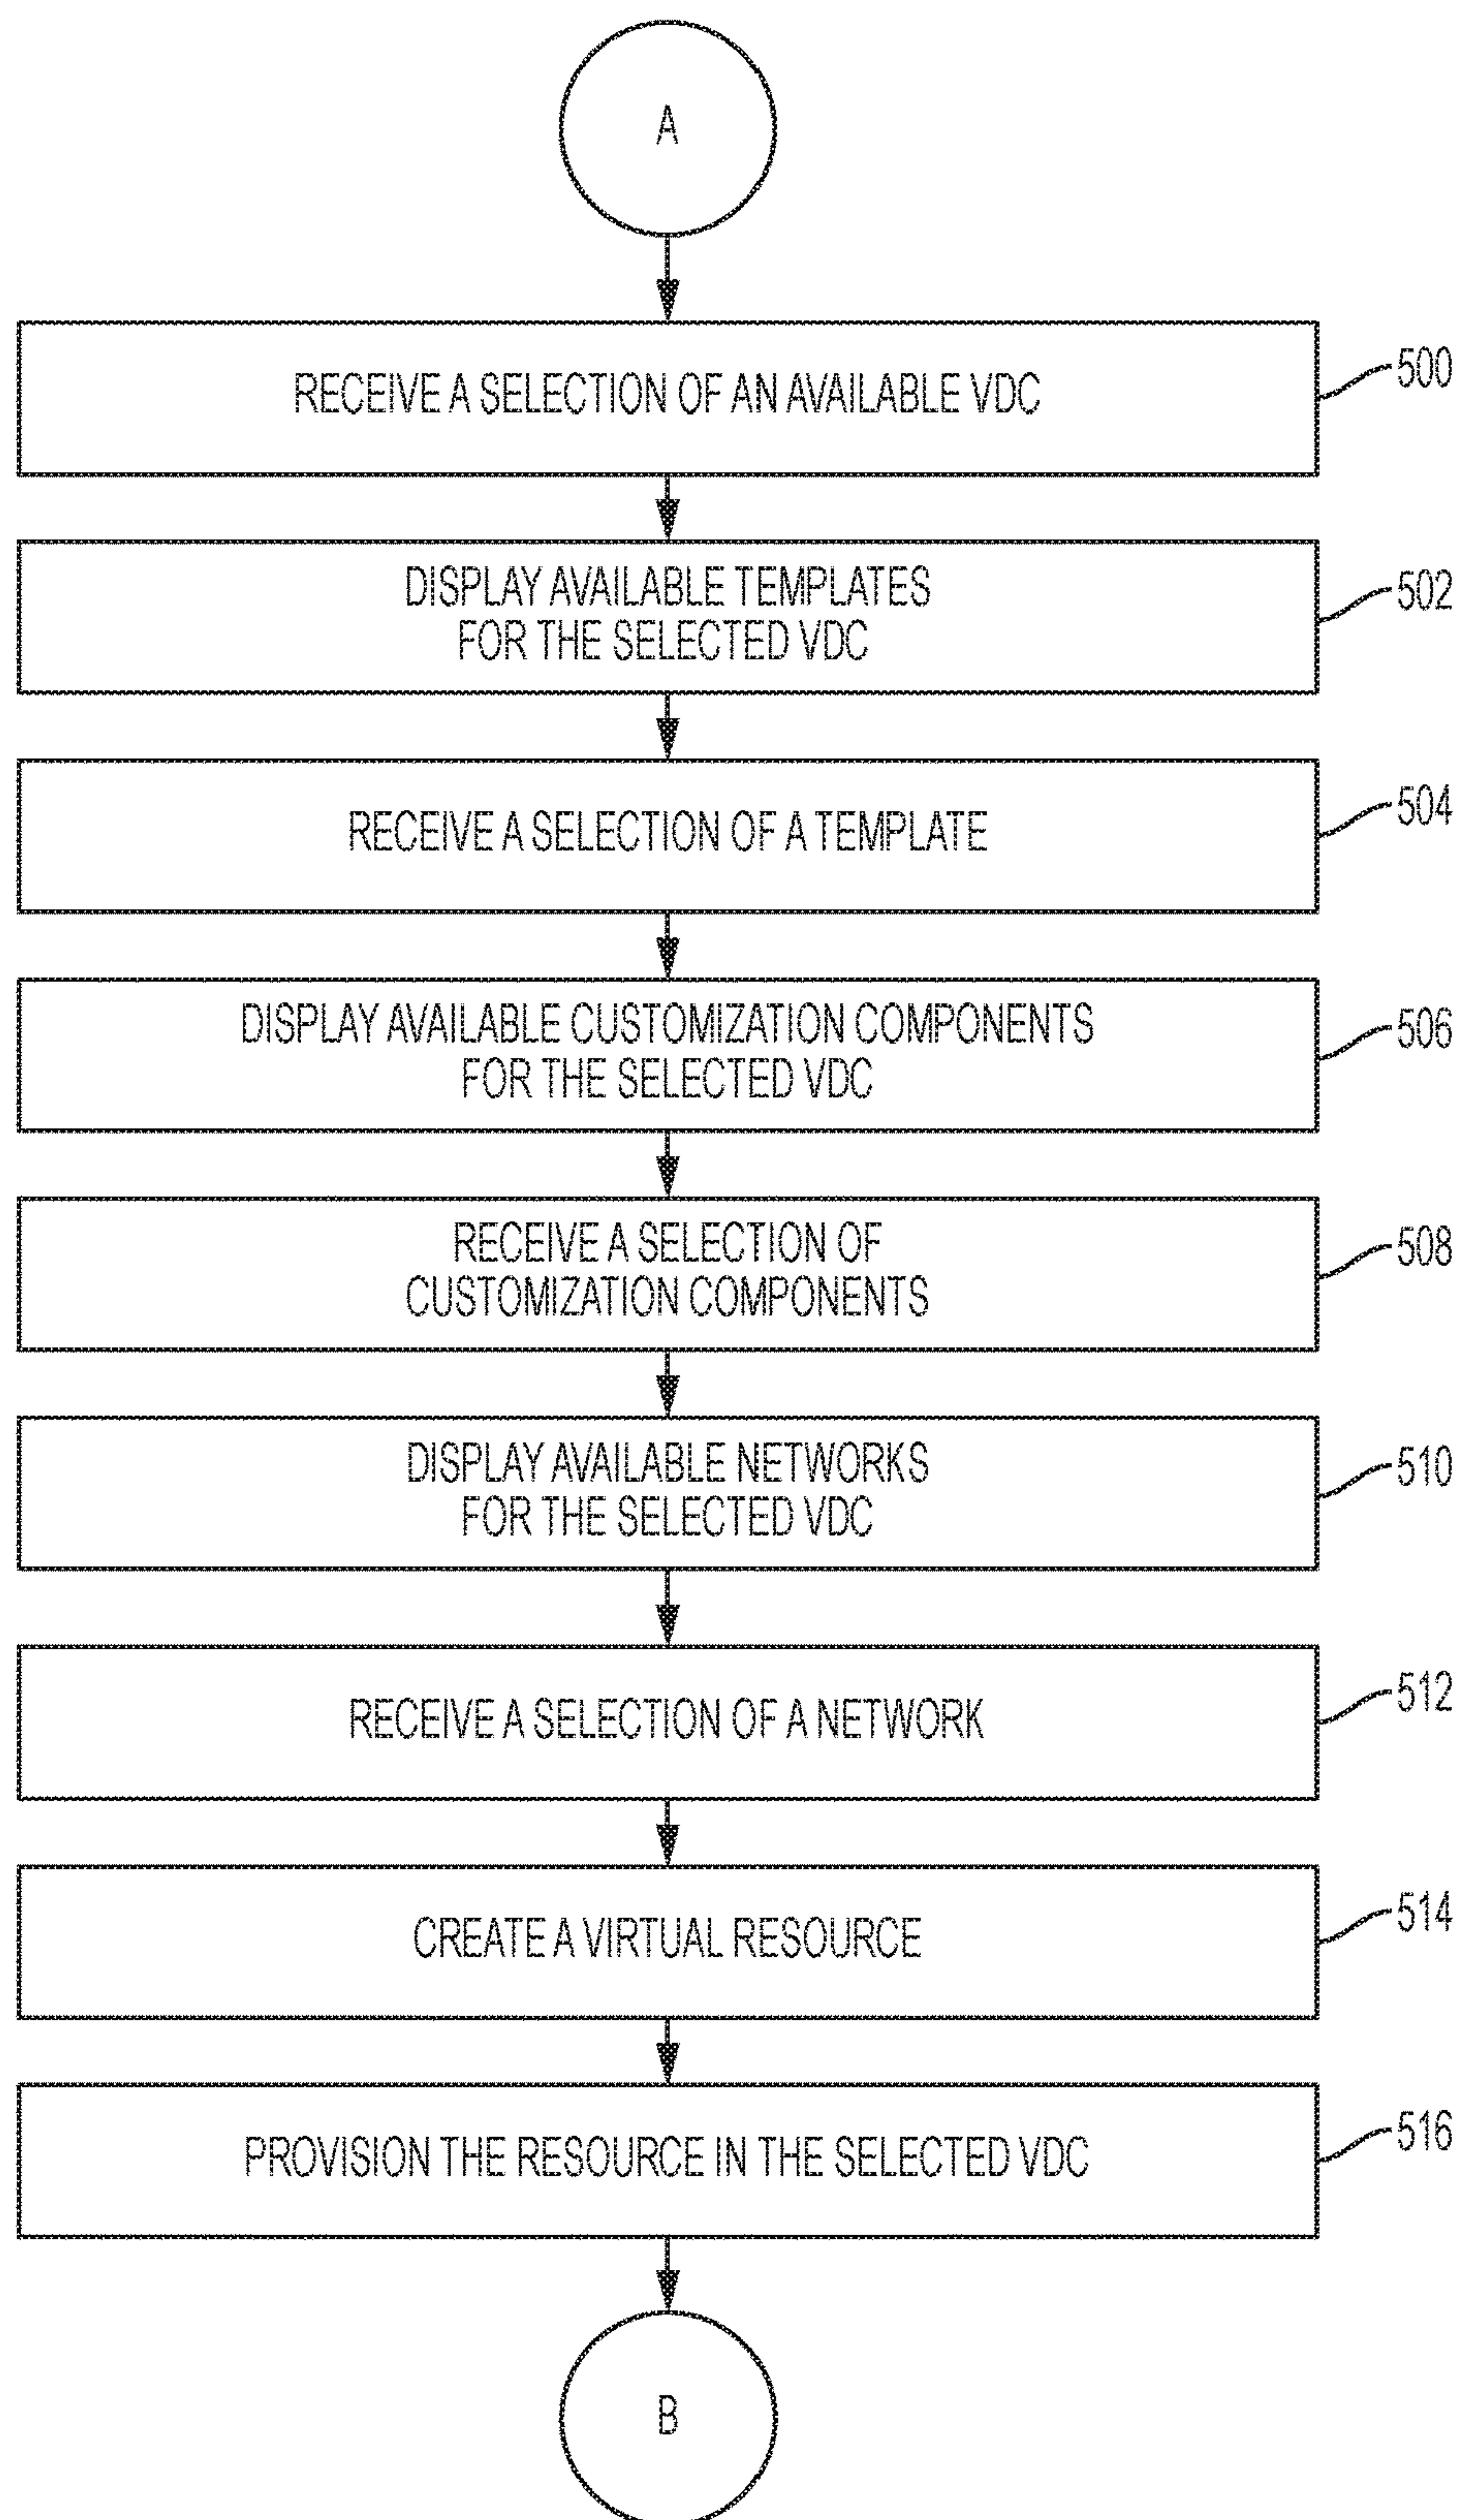 A
RECEIVE A SELECTION OF AN AVAILABLE VDC
500
DISPLAY AVAILABLE TEMPLATES
FOR THE SELECTED VDC
502
RECEIVE A SELECTION OF A TEMPLATE
504
DISPLAY AVAILABLE CUSTOMIZATION COMPONENTS
FOR THE SELECTED VDC
506
RECEIVE A SELECTION OF
CUSTOMIZATION COMPONENTS
508
DISPLAY AVAILABLE NETWORKS
FOR THE SELECTED VDC
510
RECEIVE A SELECTION OF A NETWORK
512
CREATE A VIRTUAL RESOURCE
514
PROVISION THE RESOURCE IN THE SELECTED VDC
516
B